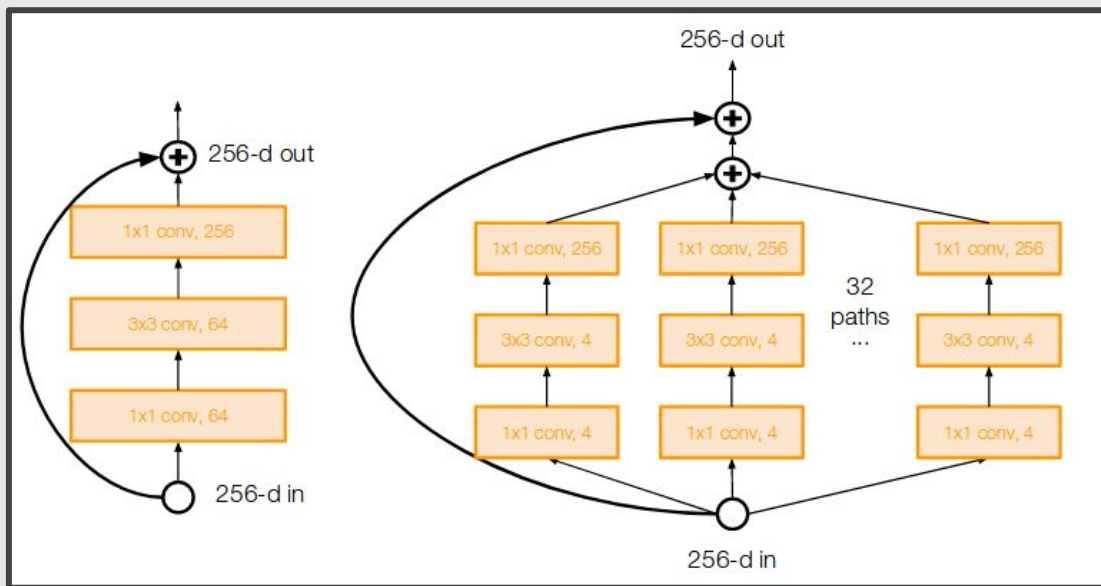 256-d out
1x1 conv, 256
3x3 conv, 64
1x1 conv, 64
256-d in
256-d out
1x1 conv, 256
1x1 conv, 256
1x1 conv, 256
32
paths
...
3x3 conv, 4
3x3 conv, 4
3x3 conv, 4
1x1 conv, 4
1x1 conv, 4
1x1 conv, 4
256-d in